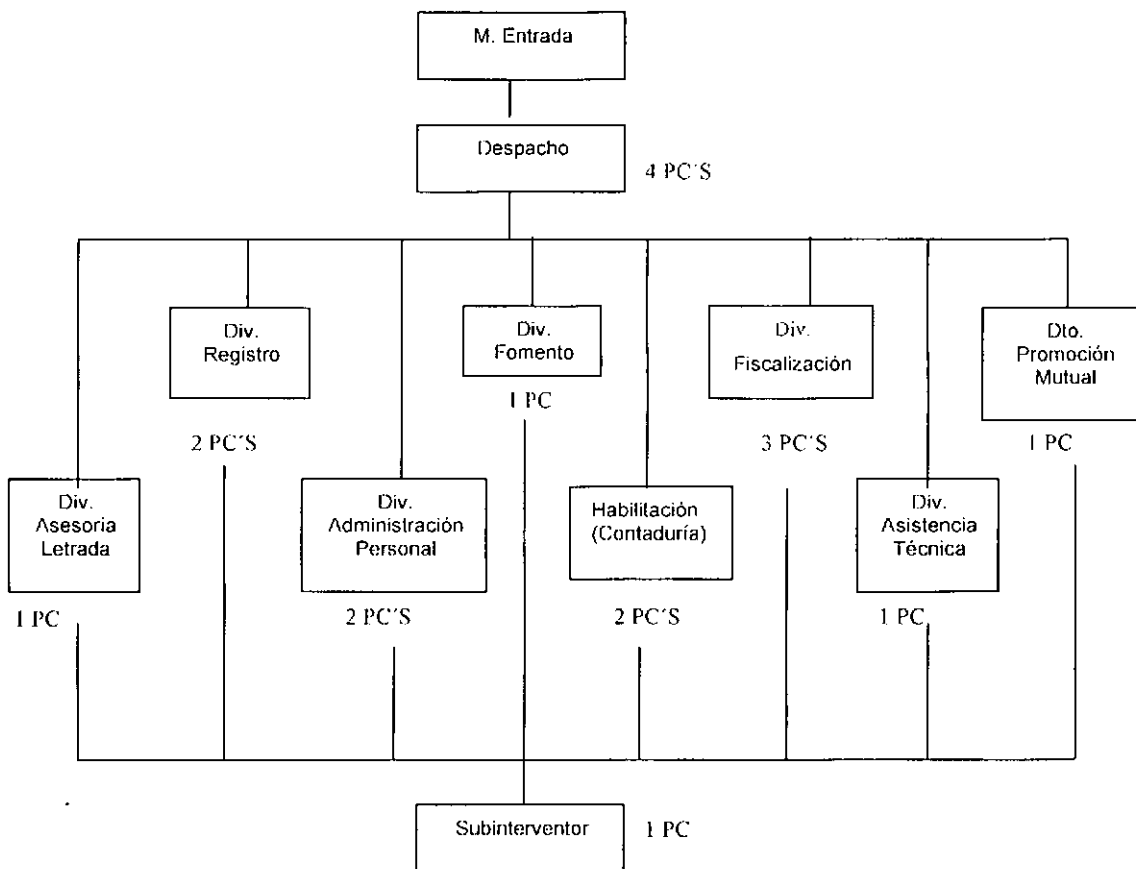 M. Entrada
Despacho
4 PC´S
Div.
Registro
2 PC´S
Div.
Fomento
1 PC
Div.
Fiscalización
3 PC´S
Dto.
Promoción
Mutual
1 PC
Div.
Asesoria
Letrada
1 PC
Div.
Administración
Personal
2 PC´S
Habilitación
(Contaduría)
2 PC´S
Div.
Asistencia
Técnica
1 PC
Subinterventor
1 PC